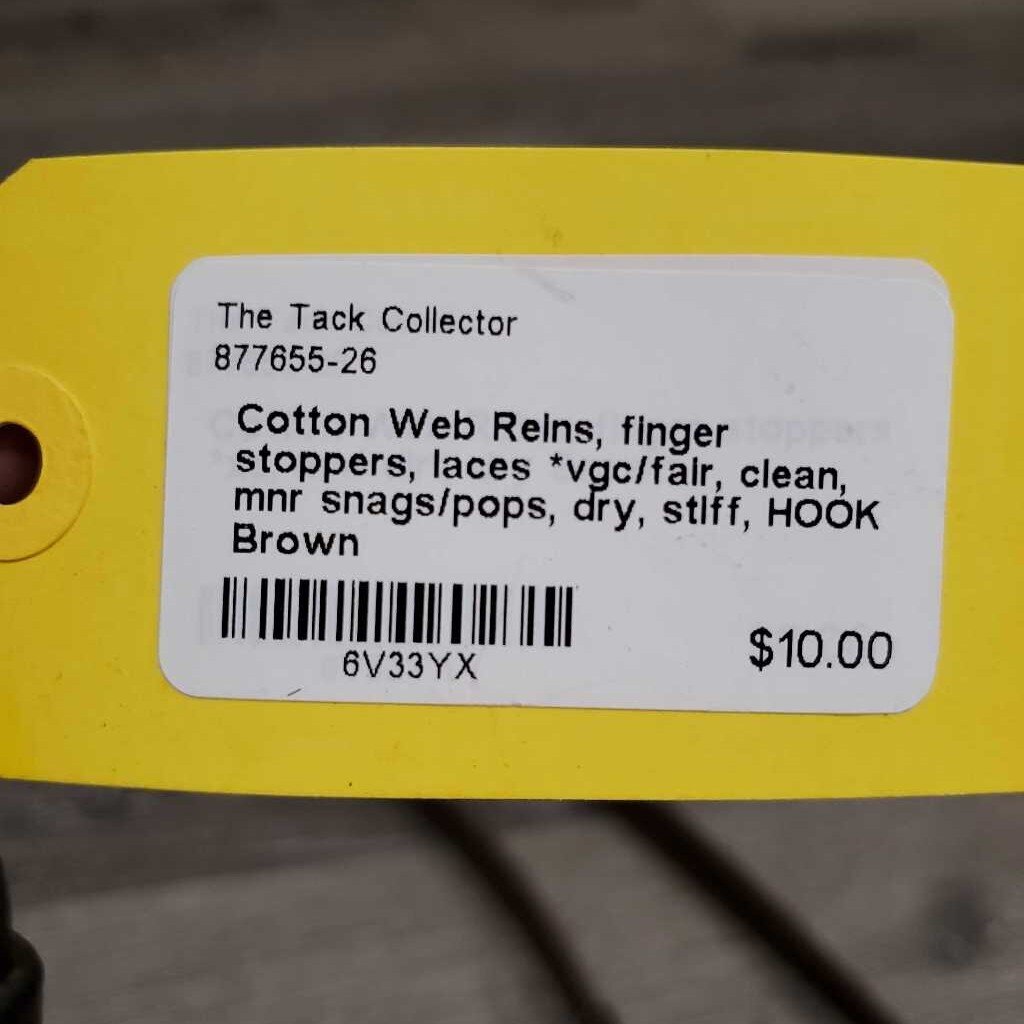 The Tack Collector
877655-26
Cotton Web Reins, finger
stoppers, laces *vgc/fair, clean,
mnr snags/pops, dry, stiff, HOOK
Brown
6V33YX
$10.00